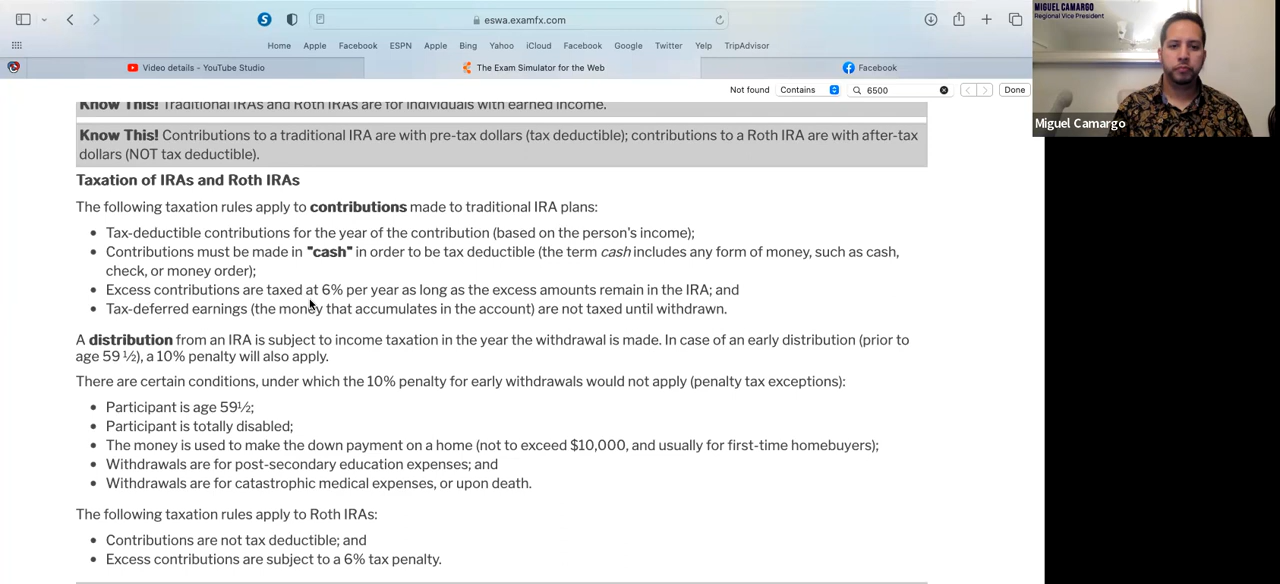 eswa.examfx.com
Home Apple Facebook ESPN Apple Bing Yahoo iCloud Facebook Google Twitter Yelp TripAdvisor
Video details - YouTube Studio The Exam Simulator for the Web Facebook
Not found Contains 6500 Done
MIGUEL CAMARGO
Regional Vice President
Miguel Camargo
Know This! Traditional IRAs and Roth IRAs are for individuals with earned income.
Know This! Contributions to a traditional IRA are with pre-tax dollars (tax deductible); contributions to a Roth IRA are with after-tax
dollars (NOT tax deductible).
Taxation of IRAs and Roth IRAs
The following taxation rules apply to contributions made to traditional IRA plans:
• Tax-deductible contributions for the year of the contribution (based on the person's income);
• Contributions must be made in "cash" in order to be tax deductible (the term cash includes any form of money, such as cash,
check, or money order);
• Excess contributions are taxed at 6% per year as long as the excess amounts remain in the IRA; and
• Tax-deferred earnings (the money that accumulates in the account) are not taxed until withdrawn.
A distribution from an IRA is subject to income taxation in the year the withdrawal is made. In case of an early distribution (prior to
age 59 ½), a 10% penalty will also apply.
There are certain conditions, under which the 10% penalty for early withdrawals would not apply (penalty tax exceptions):
• Participant is age 59½;
• Participant is totally disabled;
• The money is used to make the down payment on a home (not to exceed $10,000, and usually for first-time homebuyers);
• Withdrawals are for post-secondary education expenses; and
• Withdrawals are for catastrophic medical expenses, or upon death.
The following taxation rules apply to Roth IRAs:
• Contributions are not tax deductible; and
• Excess contributions are subject to a 6% tax penalty.